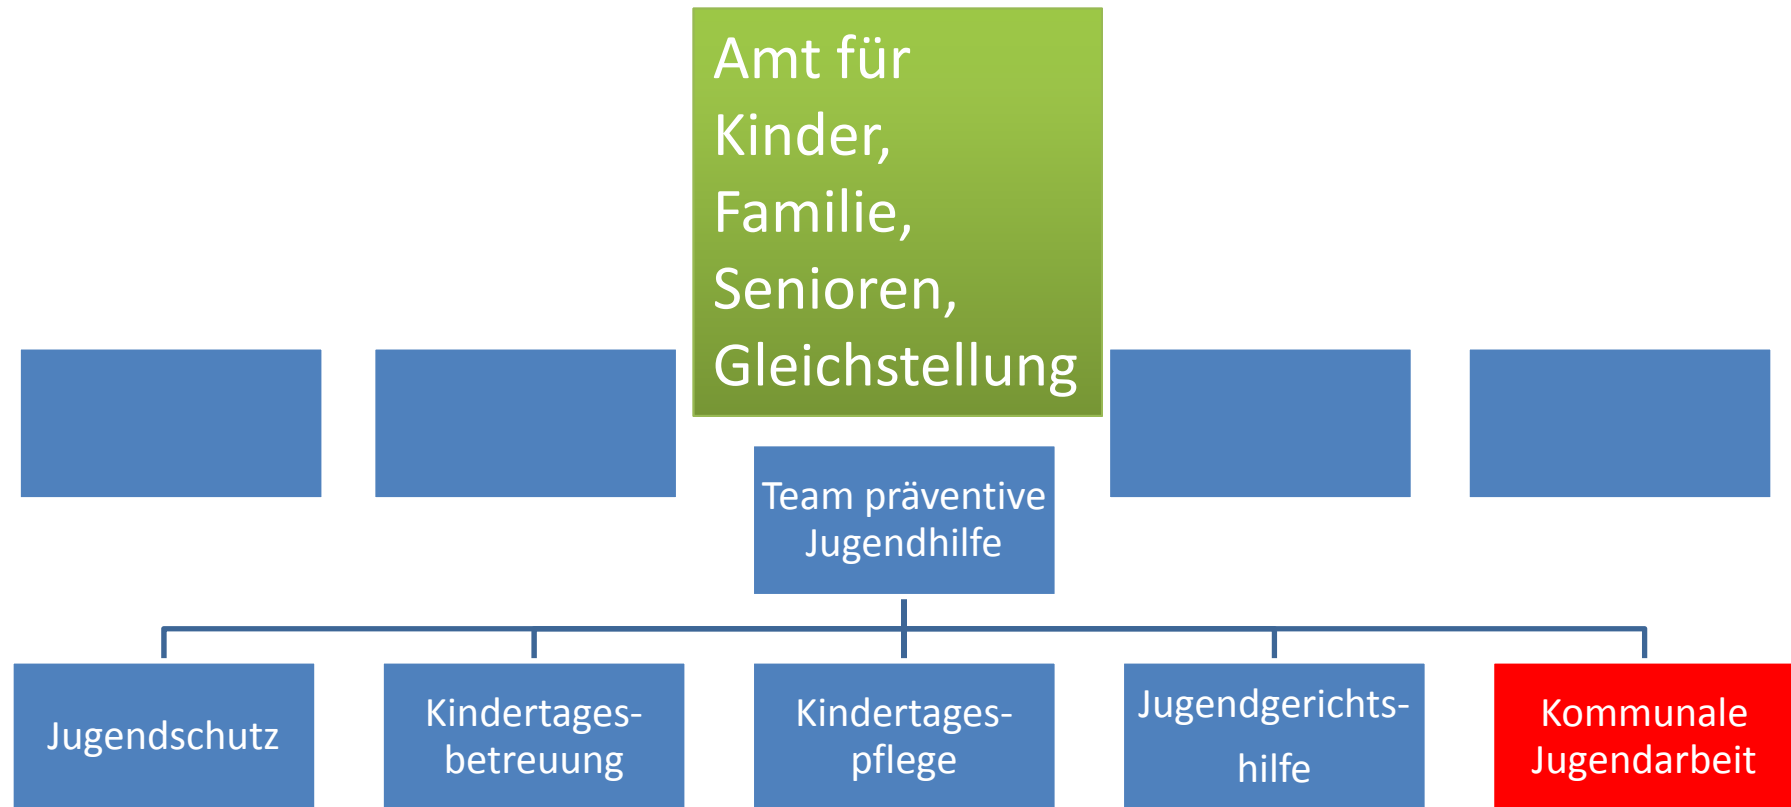 Amt für
Kinder,
Familie,
Senioren,
Gleichstellung
Team präventive
Jugendhilfe
Jugendschutz
Kindertages-
betreuung
Kindertages-
pflege
Jugendgerichts-
hilfe
Kommunale
Jugendarbeit